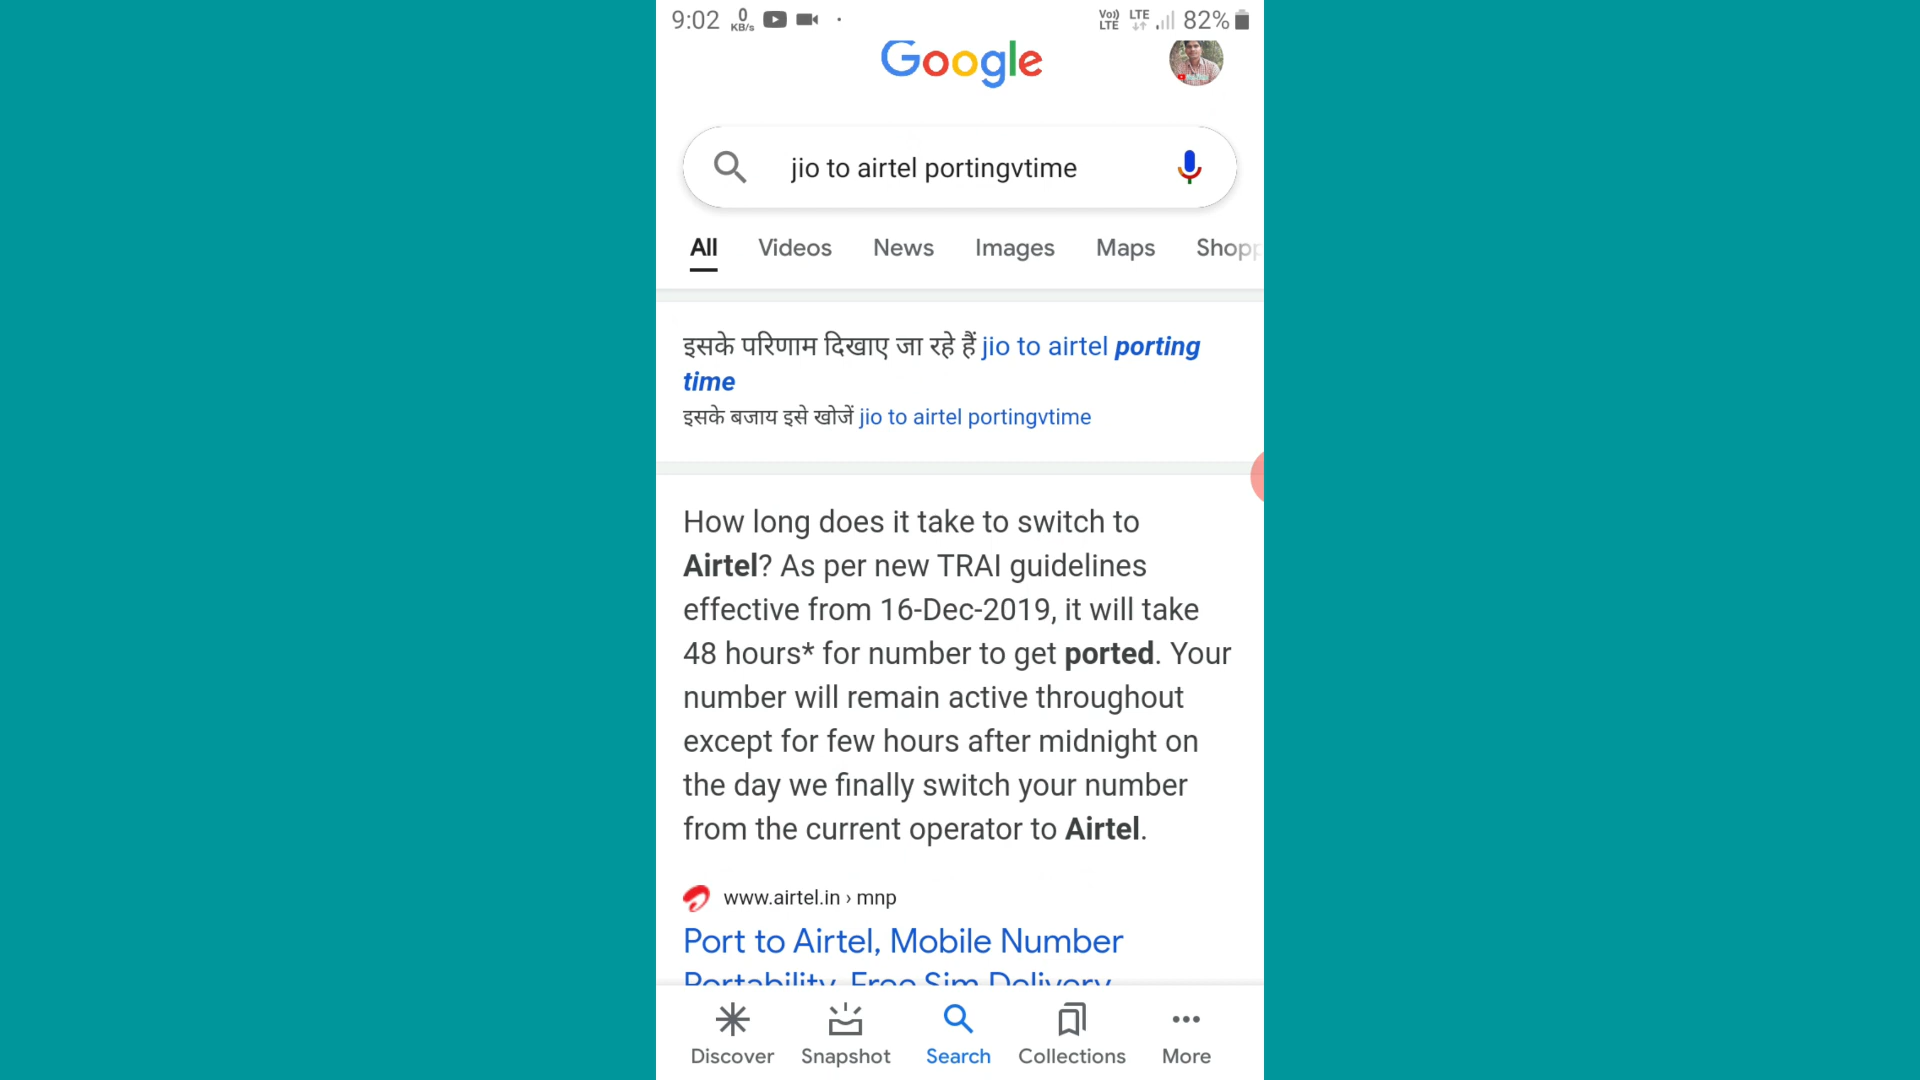 9:02 0 KB/s Vo)) LTE LTE 82%
Google
jio to airtel portingvtime
All Videos News Images Maps Shopp
इसके परिणाम दिखाए जा रहे हैं jio to airtel porting
time
इसके बजाय इसे खोजें jio to airtel portingvtime
How long does it take to switch to
Airtel? As per new TRAI guidelines
effective from 16-Dec-2019, it will take
48 hours* for number to get ported. Your
number will remain active throughout
except for few hours after midnight on
the day we finally switch your number
from the current operator to Airtel.
www.airtel.in › mnp
Port to Airtel, Mobile Number
Portability, Free Sim Delivery
Discover Snapshot Search Collections More